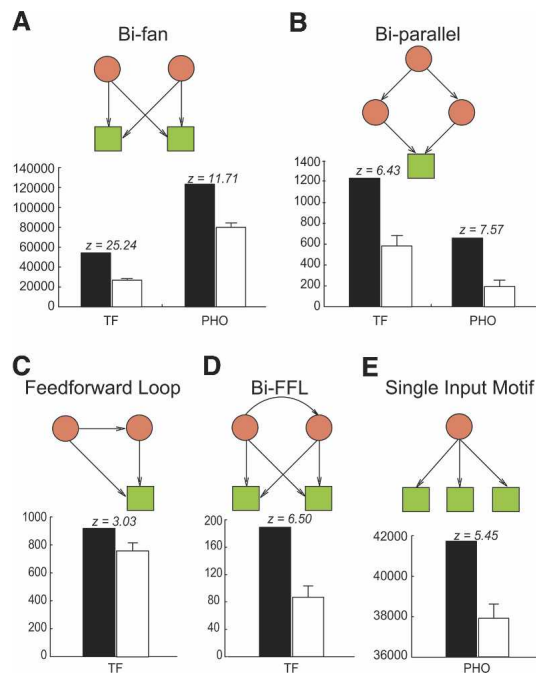 A
Bi-fan
140000
120000
100000
80000
60000
40000
20000
0
z = 25.24
z = 11.71
TF
PHO
B
Bi-parallel
1400
1200
1000
800
600
400
200
0
z = 6.43
z = 7.57
TF
PHO
C
Feedforward Loop
1000
800
600
400
200
0
z = 3.03
TF
D
Bi-FFL
200
160
120
80
40
0
z = 6.50
TF
E
Single Input Motif
42000
40000
38000
36000
z = 5.45
PHO